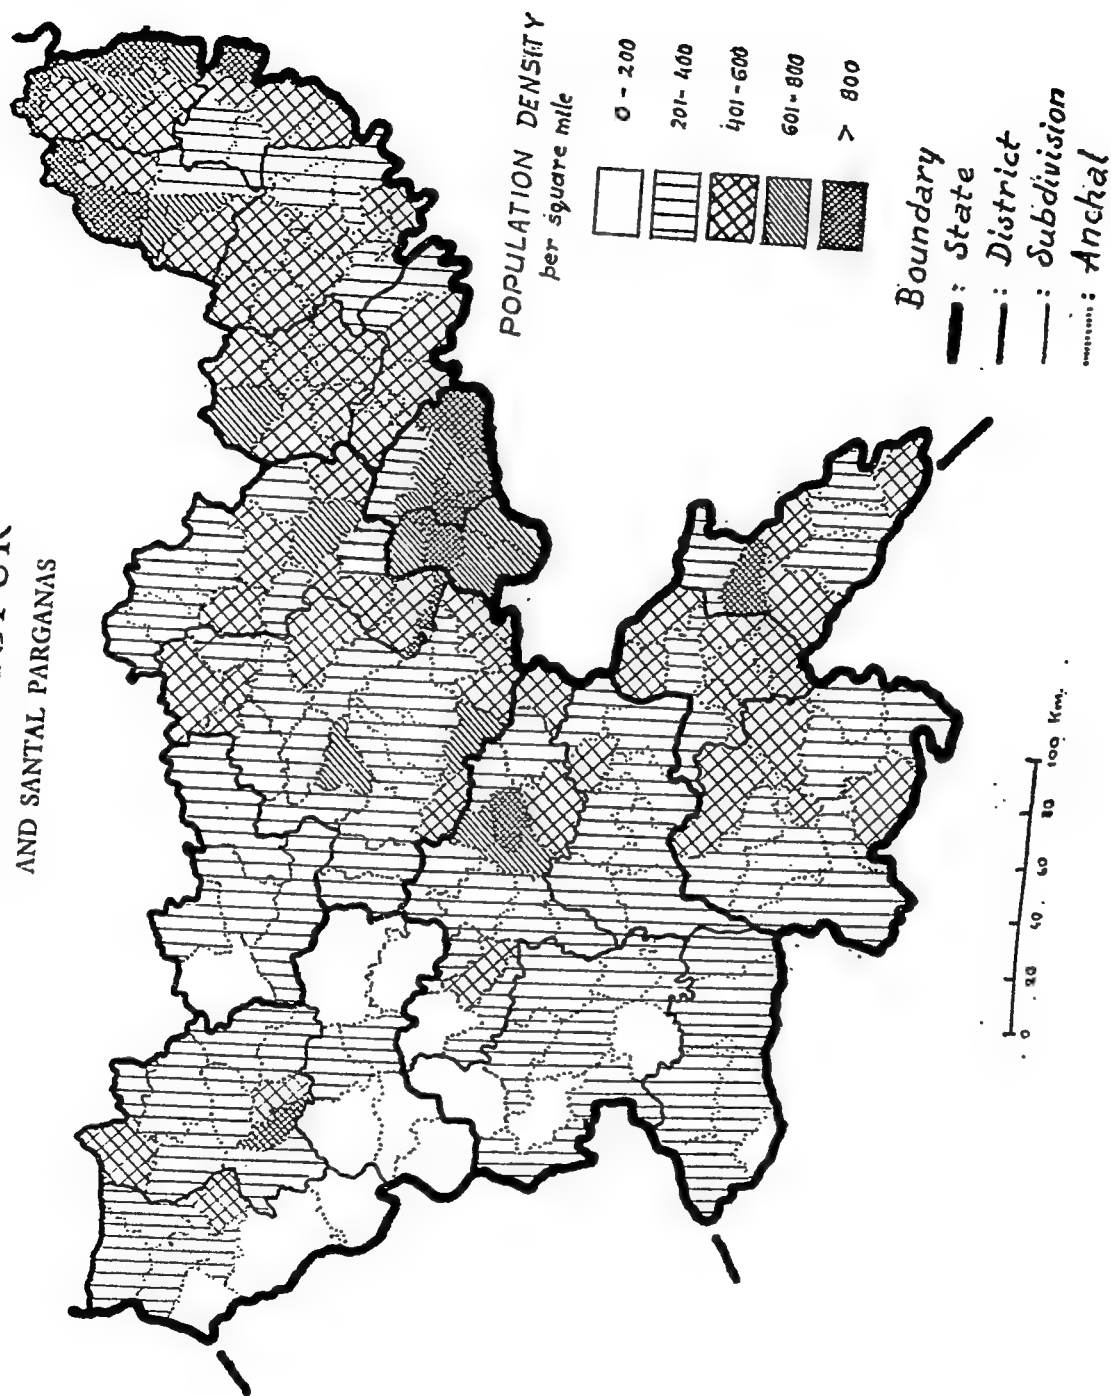 AND SANTAL PARGANAS
POPULATION DENSITY
per square mile
0 - 200
201 - 400
401 - 600
601 - 800
> 800
Boundary
: State
: District
: Subdivision
: Anchal
0 20 40 60 80 100 Km.